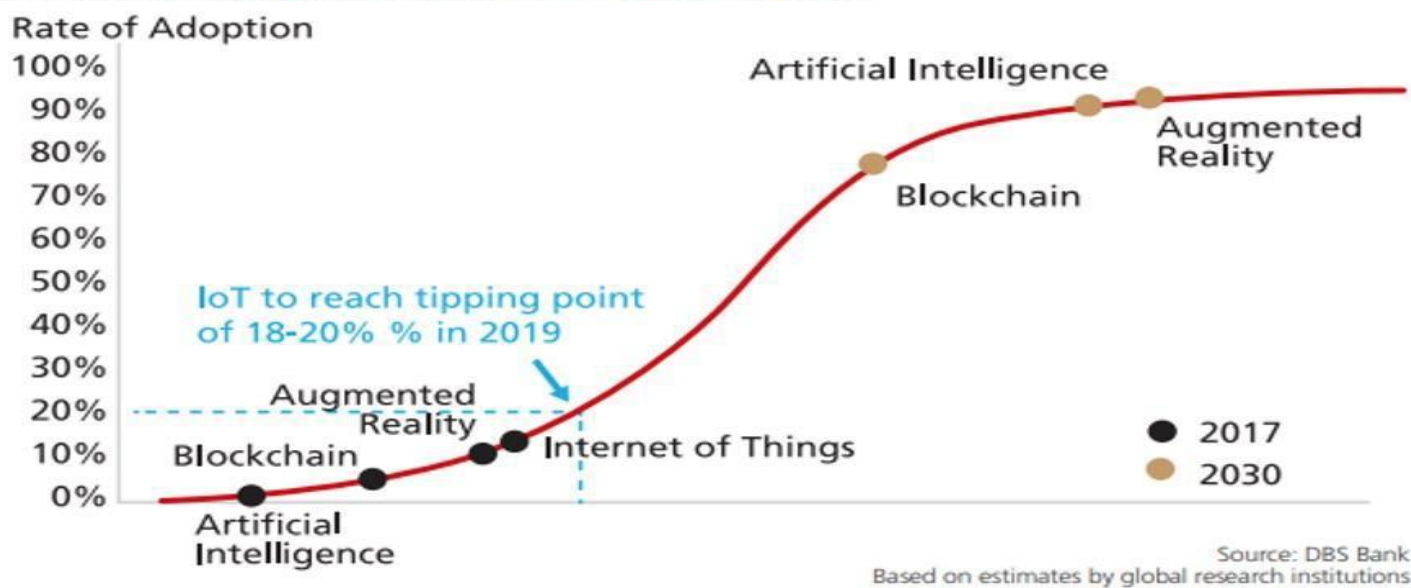 Rate of Adoption
100%
90%
80%
70%
60%
50%
40%
30%
20%
10%
0%
Artificial Intelligence
Augmented
Reality
Blockchain
IoT to reach tipping point
of 18-20% % in 2019
Augmented
Reality
Internet of Things
Blockchain
Artificial
Intelligence
2017
2030
Source: DBS Bank
Based on estimates by global research institutions